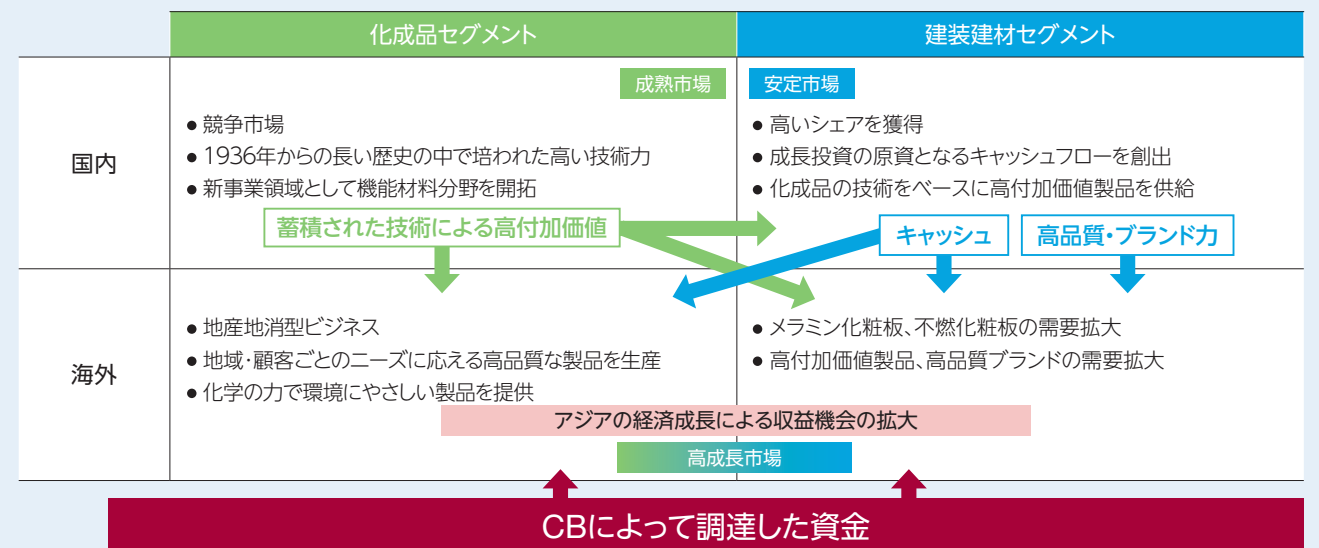 化成品セグメント
建装建材セグメント
国内
成熟市場
● 競争市場
● 1936年からの長い歴史の中で培われた高い技術力
● 新事業領域として機能材料分野を開拓
蓄積された技術による高付加価値
安定市場
● 高いシェアを獲得
● 成長投資の原資となるキャッシュフローを創出
● 化成品の技術をベースに高付加価値製品を供給
キャッシュ
高品質・ブランド力
海外
● 地産地消型ビジネス
● 地域・顧客ごとのニーズに応える高品質な製品を生産
● 化学の力で環境にやさしい製品を提供
● メラミン化粧板、不燃化粧板の需要拡大
● 高付加価値製品、高品質ブランドの需要拡大
アジアの経済成長による収益機会の拡大
高成長市場
CBによって調達した資金